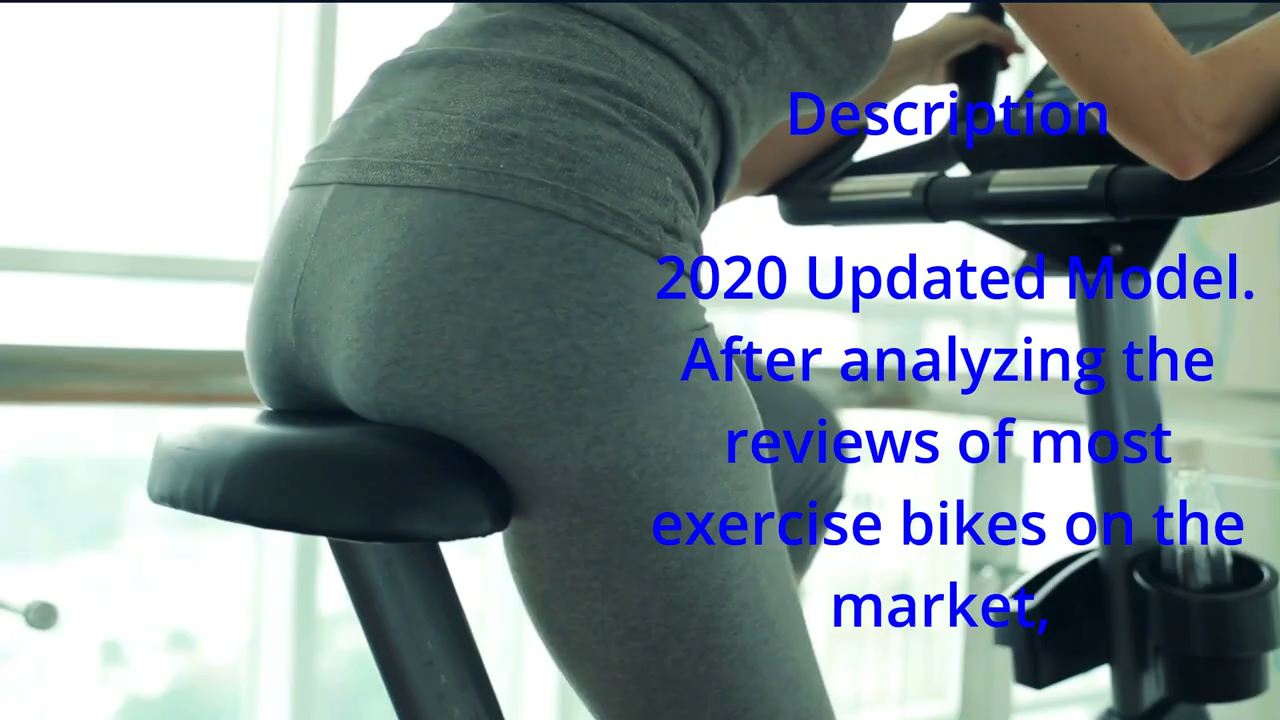 Description
2020 Updated Model.
After analyzing the
reviews of most
exercise bikes on the
market,